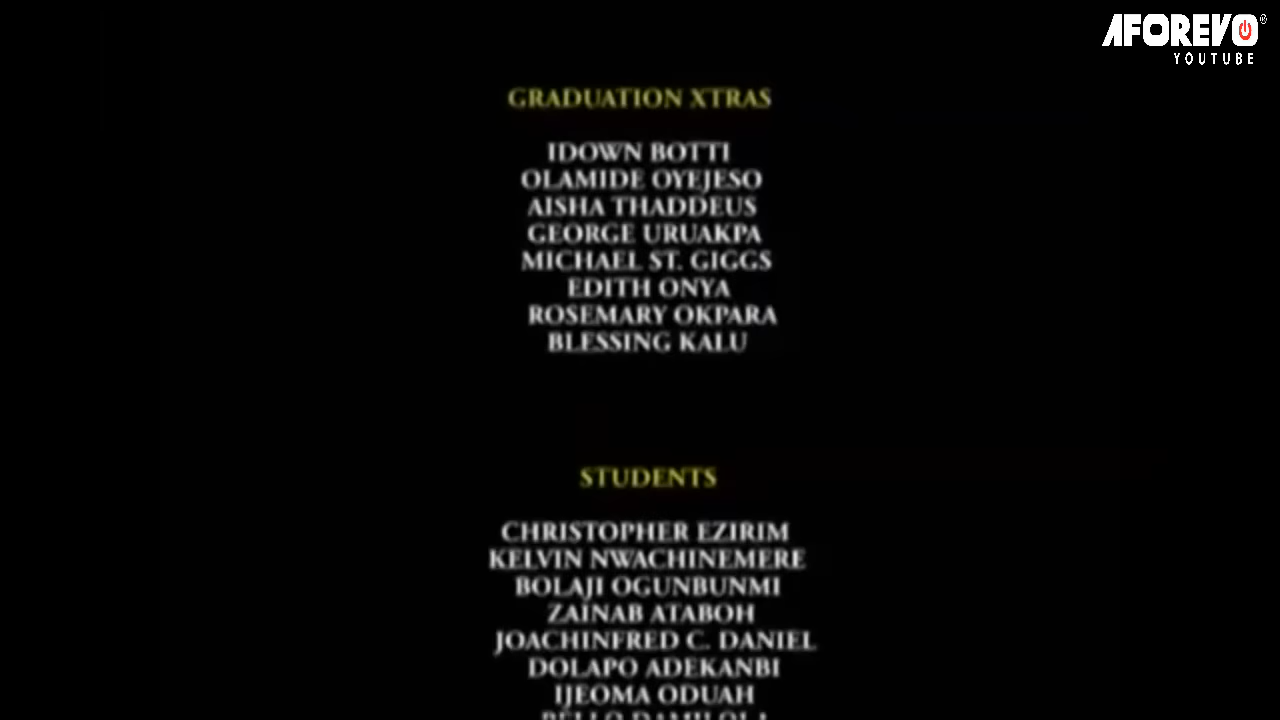 AFOREVO®
YOUTUBE
GRADUATION XTRAS
IDOWN BOTTI
OLAMIDE OYEJESO
AISHA THADDEUS
GEORGE URUAKPA
MICHAEL ST. GIGGS
EDITH ONYA
ROSEMARY OKPARA
BLESSING KALU
STUDENTS
CHRISTOPHER EZIRIM
KELVIN NWACHINEMERE
BOLAJI OGUNBUNMI
ZAINAB ATABOH
JOACHINFRED C. DANIEL
DOLAPO ADEKANBI
IJEOMA ODUAH